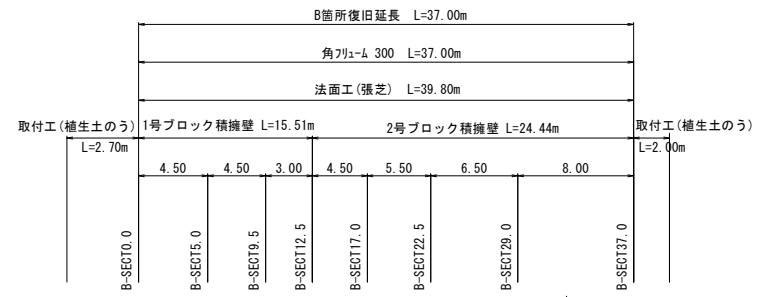 B箇所復旧延長 L=37.00m
角フリューム 300 L=37.00m
法面工(張芝) L=39.80m
取付工(植生土のう)
1号ブロック積擁壁 L=15.51m
2号ブロック積擁壁 L=24.44m
取付工(植生土のう)
L=2.70m
L=2.00m
4.50
4.50
3.00
4.50
5.50
6.50
8.00
B-SECT0.0
B-SECT5.0
B-SECT9.5
B-SECT12.5
B-SECT17.0
B-SECT22.5
B-SECT29.0
B-SECT37.0